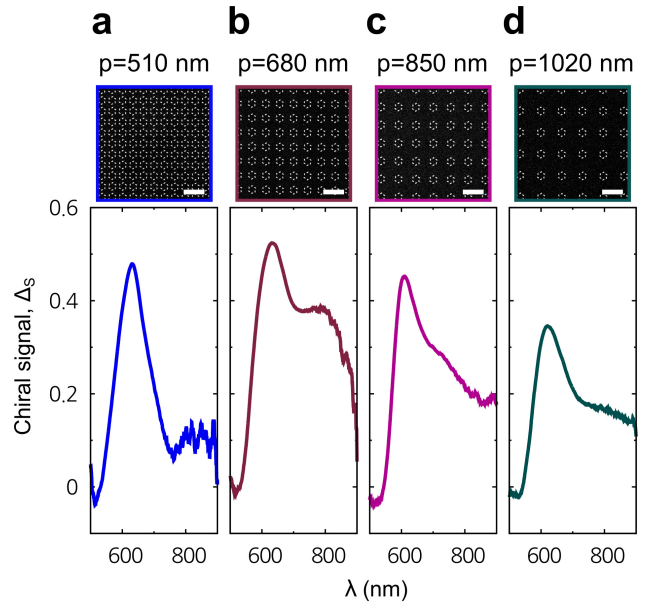 a b c d
p=510 nm p=680 nm p=850 nm p=1020 nm
0.6
0.4
0.2
0
Chiral signal, Δs
600 800 600 800 600 800 600 800
λ (nm)